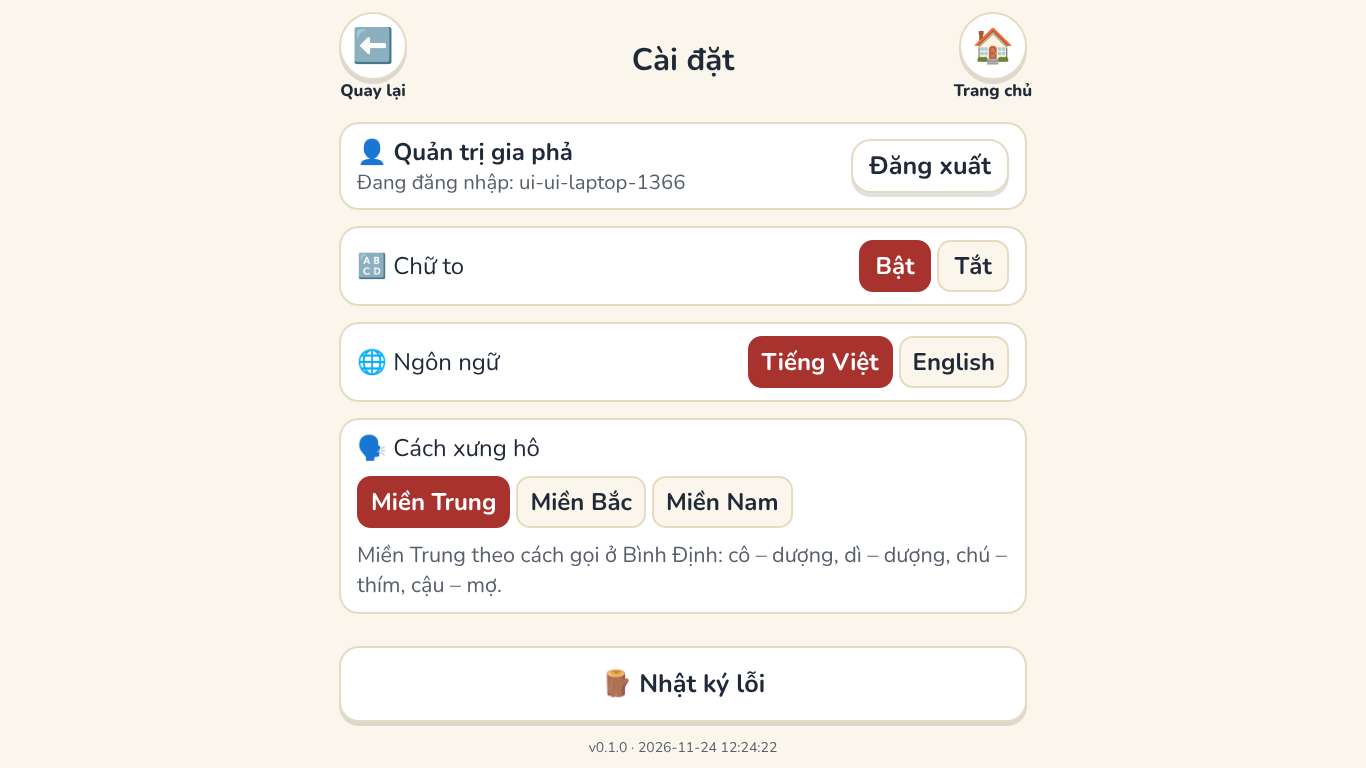 Cài đặt
Quay lại
Trang chủ
Quản trị gia phả
Đang đăng nhập: ui-ui-laptop-1366
Đăng xuất
Chữ to
Bật
Tắt
Ngôn ngữ
Tiếng Việt
English
Cách xưng hô
Miền Trung
Miền Bắc
Miền Nam
Miền Trung theo cách gọi ở Bình Định: cô – dượng, dì – dượng, chú –
thím, cậu – mợ.
Nhật ký lỗi
v0.1.0 · 2026-11-24 12:24:22